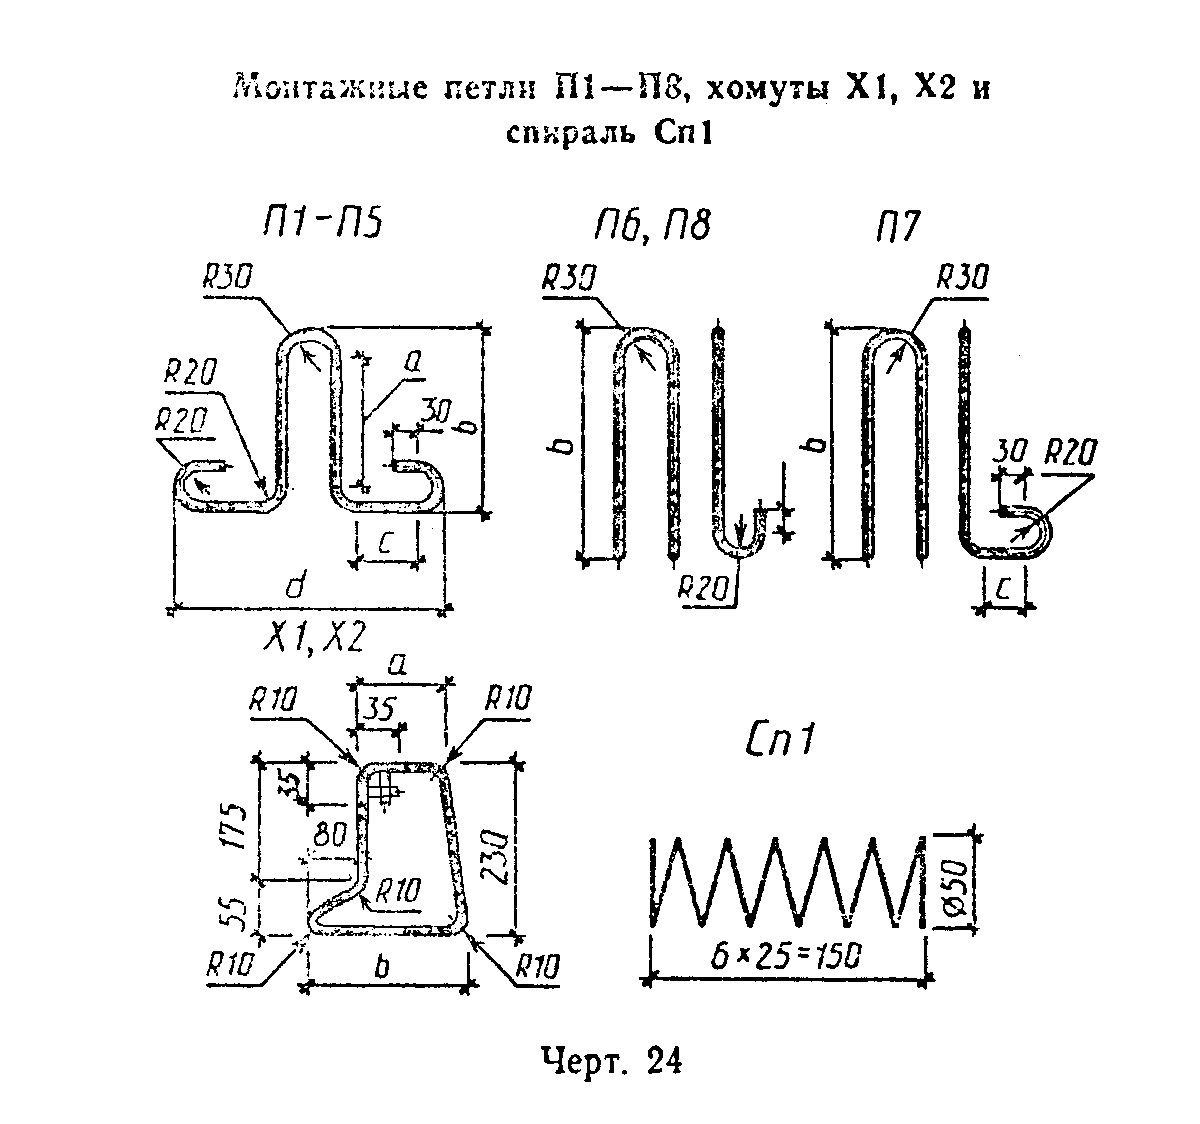 Монтажные петли П1—П8, хомуты Х1, Х2 и
спираль Сп1
П1-П5
П6, П8
П7
R30
R30
R30
R20
a
R20
30
b
b
b
30
R20
c
R20
c
d
Х1, Х2
a
R10
35
R10
Сп1
35
175
80
230
R10
55
Ø50
R10
b
R10
6×25=150
Черт. 24